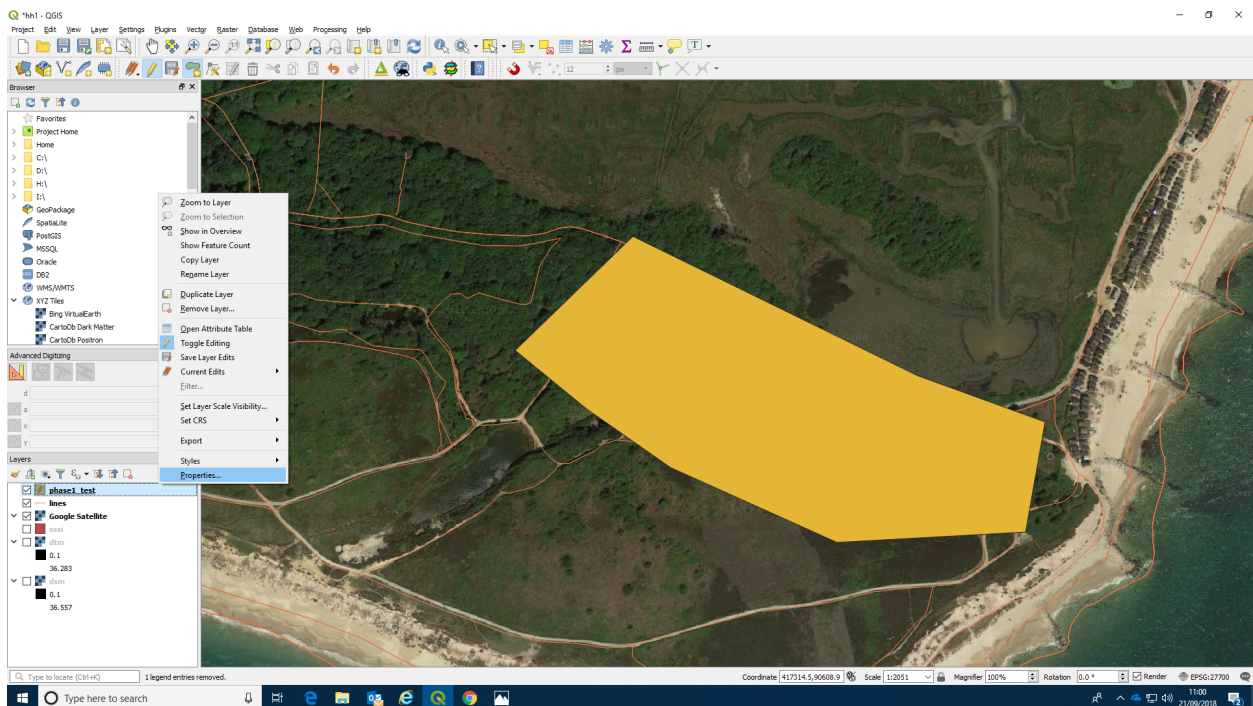 *hh1 - QGIS
Project Edit View Layer Settings Plugins Vector Raster Database Web Processing Help
12 px
Browser
Favorites
Project Home
Home
C:\
D:\
H:\
I:\
GeoPackage
SpatiaLite
PostGIS
MSSQL
Oracle
DB2
WMS/WMTS
XYZ Tiles
Bing VirtualEarth
CartoDb Dark Matter
CartoDb Positron
Zoom to Layer
Zoom to Selection
Show in Overview
Show Feature Count
Copy Layer
Rename Layer
Duplicate Layer
Remove Layer...
Open Attribute Table
Toggle Editing
Save Layer Edits
Current Edits
Filter...
Set Layer Scale Visibility...
Set CRS
Export
Styles
Properties...
Advanced Digitizing
d
a
x
y
Layers
phase1_test
lines
Google Satellite
sssi
dtm
0.1
36.283
dsm
0.1
36.557
Type to locate (Ctrl+K) 1 legend entries removed. Coordinate 417314.5,90608.9 Scale 1:2051 Magnifier 100% Rotation 0.0 ° Render EPSG:27700
Type here to search 11:00
21/09/2018 2